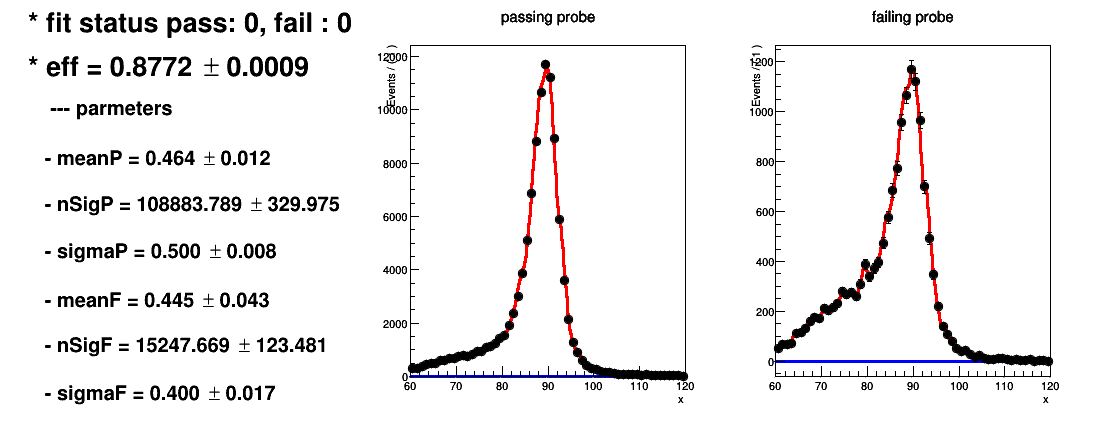 * fit status pass: 0, fail : 0
* eff = 0.8772 ± 0.0009
--- parmeters
- meanP = 0.464 ± 0.012
- nSigP = 108883.789 ± 329.975
- sigmaP = 0.500 ± 0.008
- meanF = 0.445 ± 0.043
- nSigF = 15247.669 ± 123.481
- sigmaF = 0.400 ± 0.017
passing probe
Events / ( 1 )
12000
10000
8000
6000
4000
2000
0
60 70 80 90 100 110 120
x
failing probe
Events / ( 1 )
1200
1000
800
600
400
200
0
60 70 80 90 100 110 120
x